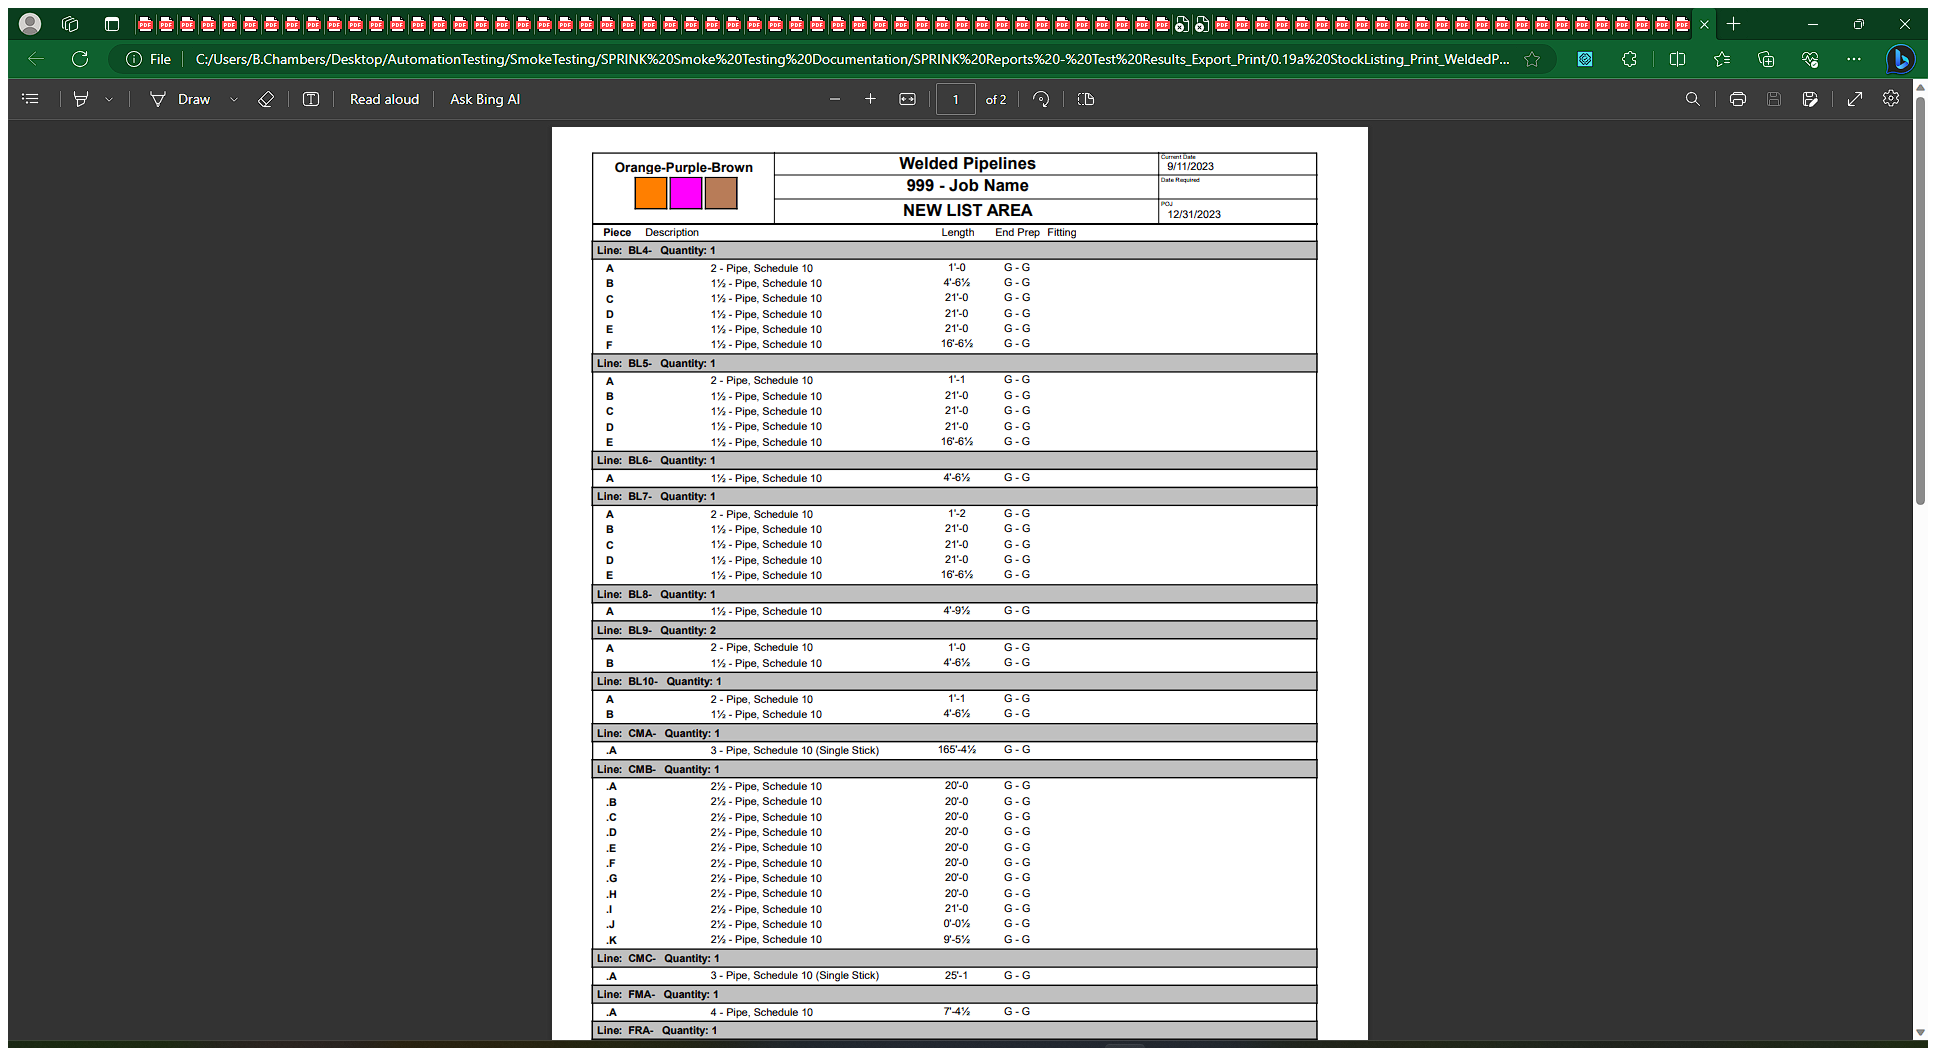 File C:/Users/B.Chambers/Desktop/AutomationTesting/SmokeTesting/SPRINK%20Smoke%20Testing%20Documentation/SPRINK%20Reports%20-%20Test%20Results_Export_Print/0.19a%20StockListing_Print_WeldedP...
Draw Read aloud Ask Bing AI 1 of 2
Orange-Purple-Brown
Welded Pipelines
999 - Job Name
NEW LIST AREA
Current Date
9/11/2023
Date Required
POJ
12/31/2023
Piece Description Length End Prep Fitting
Line: BL4- Quantity: 1
A 2 - Pipe, Schedule 10 1'-0 G - G
B 1½ - Pipe, Schedule 10 4'-6½ G - G
C 1½ - Pipe, Schedule 10 21'-0 G - G
D 1½ - Pipe, Schedule 10 21'-0 G - G
E 1½ - Pipe, Schedule 10 21'-0 G - G
F 1½ - Pipe, Schedule 10 16'-6½ G - G
Line: BL5- Quantity: 1
A 2 - Pipe, Schedule 10 1'-1 G - G
B 1½ - Pipe, Schedule 10 21'-0 G - G
C 1½ - Pipe, Schedule 10 21'-0 G - G
D 1½ - Pipe, Schedule 10 21'-0 G - G
E 1½ - Pipe, Schedule 10 16'-6½ G - G
Line: BL6- Quantity: 1
A 1½ - Pipe, Schedule 10 4'-6½ G - G
Line: BL7- Quantity: 1
A 2 - Pipe, Schedule 10 1'-2 G - G
B 1½ - Pipe, Schedule 10 21'-0 G - G
C 1½ - Pipe, Schedule 10 21'-0 G - G
D 1½ - Pipe, Schedule 10 21'-0 G - G
E 1½ - Pipe, Schedule 10 16'-6½ G - G
Line: BL8- Quantity: 1
A 1½ - Pipe, Schedule 10 4'-9½ G - G
Line: BL9- Quantity: 2
A 2 - Pipe, Schedule 10 1'-0 G - G
B 1½ - Pipe, Schedule 10 4'-6½ G - G
Line: BL10- Quantity: 1
A 2 - Pipe, Schedule 10 1'-1 G - G
B 1½ - Pipe, Schedule 10 4'-6½ G - G
Line: CMA- Quantity: 1
.A 3 - Pipe, Schedule 10 (Single Stick) 165'-4½ G - G
Line: CMB- Quantity: 1
.A 2½ - Pipe, Schedule 10 20'-0 G - G
.B 2½ - Pipe, Schedule 10 20'-0 G - G
.C 2½ - Pipe, Schedule 10 20'-0 G - G
.D 2½ - Pipe, Schedule 10 20'-0 G - G
.E 2½ - Pipe, Schedule 10 20'-0 G - G
.F 2½ - Pipe, Schedule 10 20'-0 G - G
.G 2½ - Pipe, Schedule 10 20'-0 G - G
.H 2½ - Pipe, Schedule 10 20'-0 G - G
.I 2½ - Pipe, Schedule 10 21'-0 G - G
.J 2½ - Pipe, Schedule 10 0'-0½ G - G
.K 2½ - Pipe, Schedule 10 9'-5½ G - G
Line: CMC- Quantity: 1
.A 3 - Pipe, Schedule 10 (Single Stick) 25'-1 G - G
Line: FMA- Quantity: 1
.A 4 - Pipe, Schedule 10 7'-4½ G - G
Line: FRA- Quantity: 1